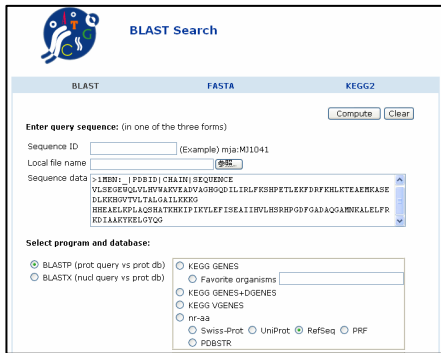 BLAST Search
BLAST FASTA KEGG2
Compute Clear
Enter query sequence: (in one of the three forms)
Sequence ID (Example) mja:MJ1041
Local file name 参照...
Sequence data >1MBN:_|PDBID|CHAIN|SEQUENCE
VLSEGEWQLVLHVWAKVEADVAGHGQDILIRLFKSHPETLEKFDRFKHLKTEAEMKASE
DLKKHGVTVLTALGAILKKKG
HHEAELKPLAQSHATKHKIPIKYLEFISEAIIHVLHSRHPGDFGADAQGAMNKALELFR
KDIAAKYKELGYQG
Select program and database:
BLASTP (prot query vs prot db) KEGG GENES
BLASTX (nucl query vs prot db) Favorite organisms
KEGG GENES+DGENES
KEGG VGENES
nr-aa
Swiss-Prot UniProt RefSeq PRF
PDBSTR